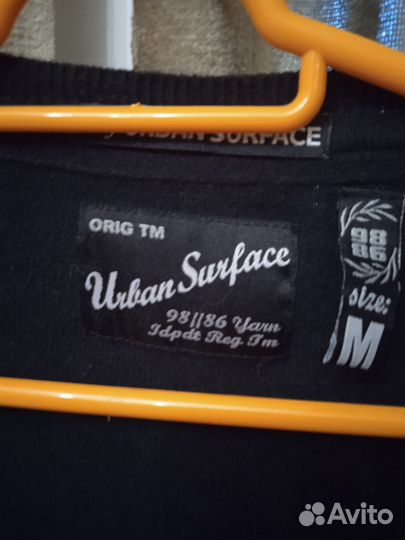 URBAN SURFACE
ORIG TM
Urban Surface
98//86 Yarn
Idpdt Reg Tm
98
86
size:
M
Avito